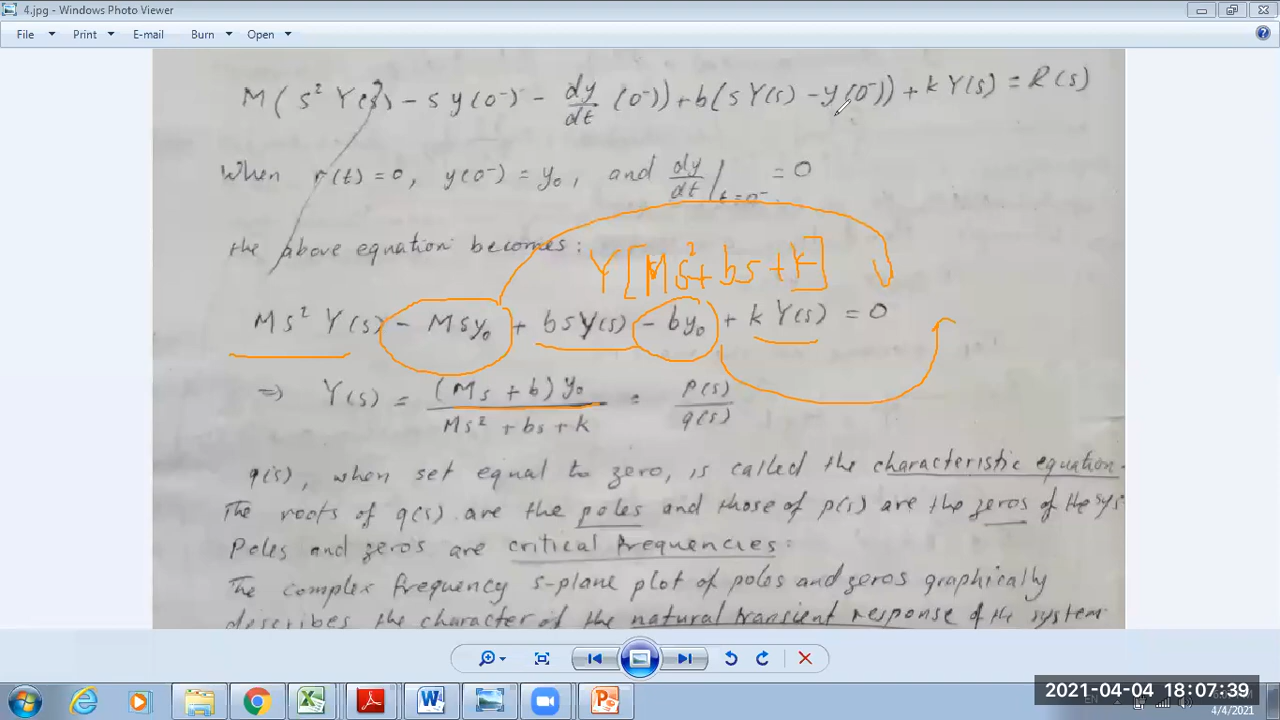 4.jpg - Windows Photo Viewer
File Print Burn E-mail Open
M ( s² Y(s) - s y(0⁻) - dy/dt (0⁻)) + b(s Y(s) - y(0⁻)) + k Y(s) = R(s)
When r(t) = 0, y(0⁻) = y₀, and dy/dt | t=0⁻ = 0
the above equation becomes:
Y[Ms²+bs+k]
Ms² Y(s) - Msy₀ + bsY(s) - by₀ + k Y(s) = 0
⇒ Y(s) = (Ms + b) y₀ / Ms² + bs + k = P(s) / q(s)
q(s), when set equal to zero, is called the characteristic equation.
The roots of q(s) are the poles and those of p(s) are the zeros of the sys
Poles and zeros are critical frequencies.
The complex frequency s-plane plot of poles and zeros graphically
describes the character of the natural transient response of the system
2021-04-04 18:07:39
4/4/2021